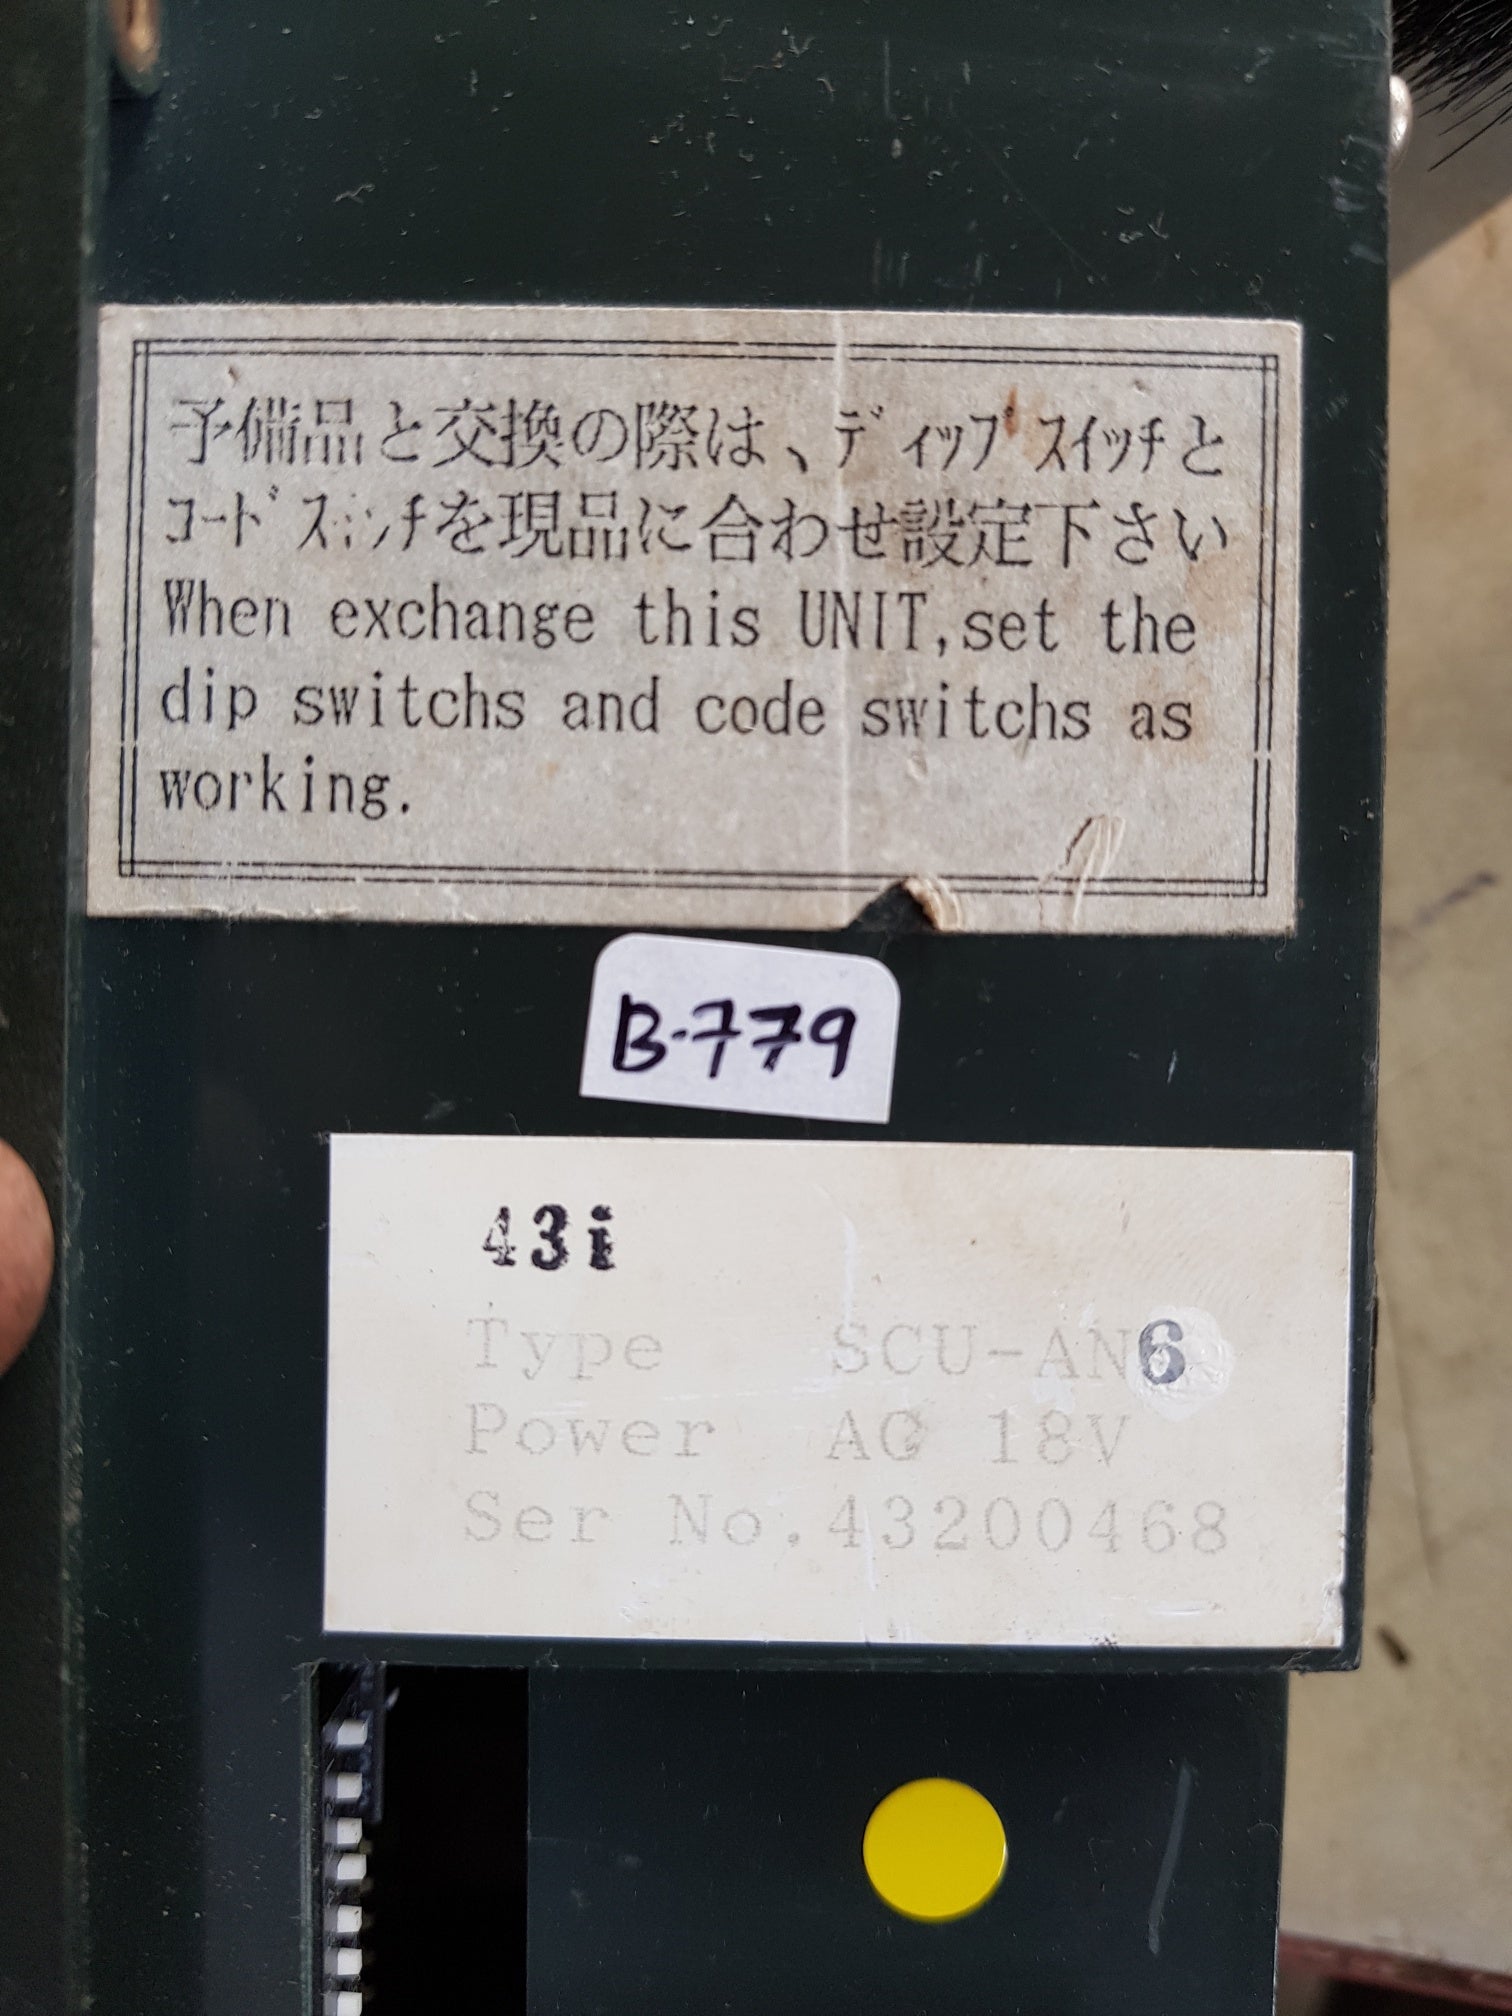 予備品と交換の際は、ﾃﾞｨｯﾌﾟｽｲｯﾁと
ｺｰﾄﾞｽｲｯﾁを現品に合わせ設定下さい
When exchange this UNIT,set the
dip switchs and code switchs as
working.
B-779
43i
Type SCU-AN6
Power AC 18V
Ser No.43200468